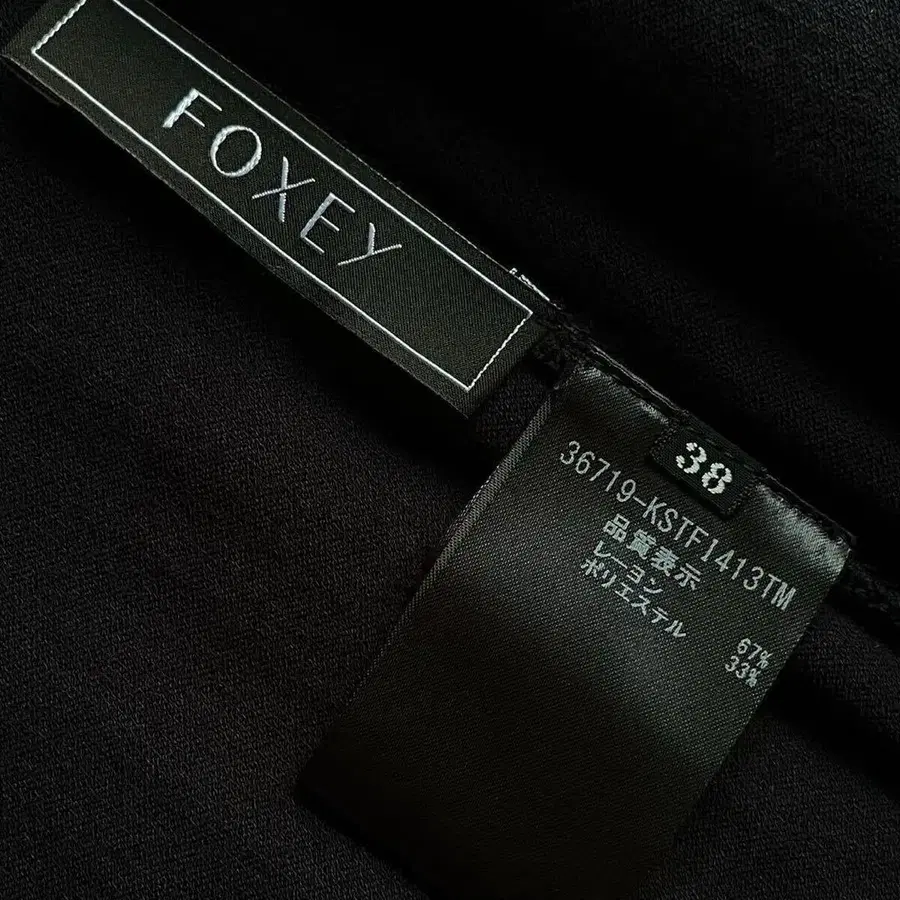 FOXEY
38
36719-KSTF1413TM
品質表示
レーヨン 67%
ポリエステル 33%